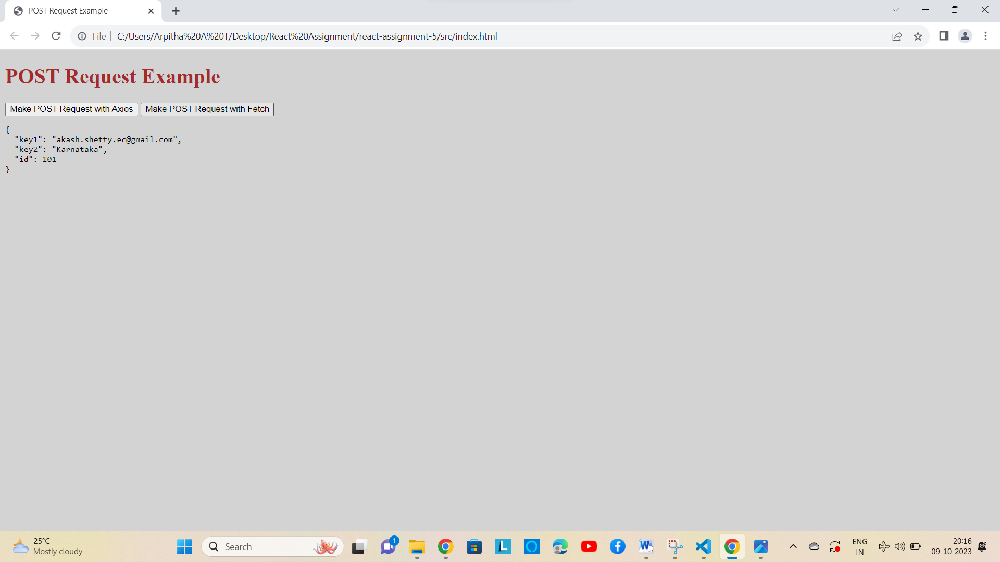 POST Request Example
File
C:/Users/Arpitha%20A%20T/Desktop/React%20Assignment/react-assignment-5/src/index.html
POST Request Example
Make POST Request with Axios Make POST Request with Fetch
{
  "key1": "akash.shetty.ec@gmail.com",
  "key2": "Karnataka",
  "id": 101
}
25°C
Mostly cloudy
Search
1
L
W
ENG
IN
20:16
09-10-2023